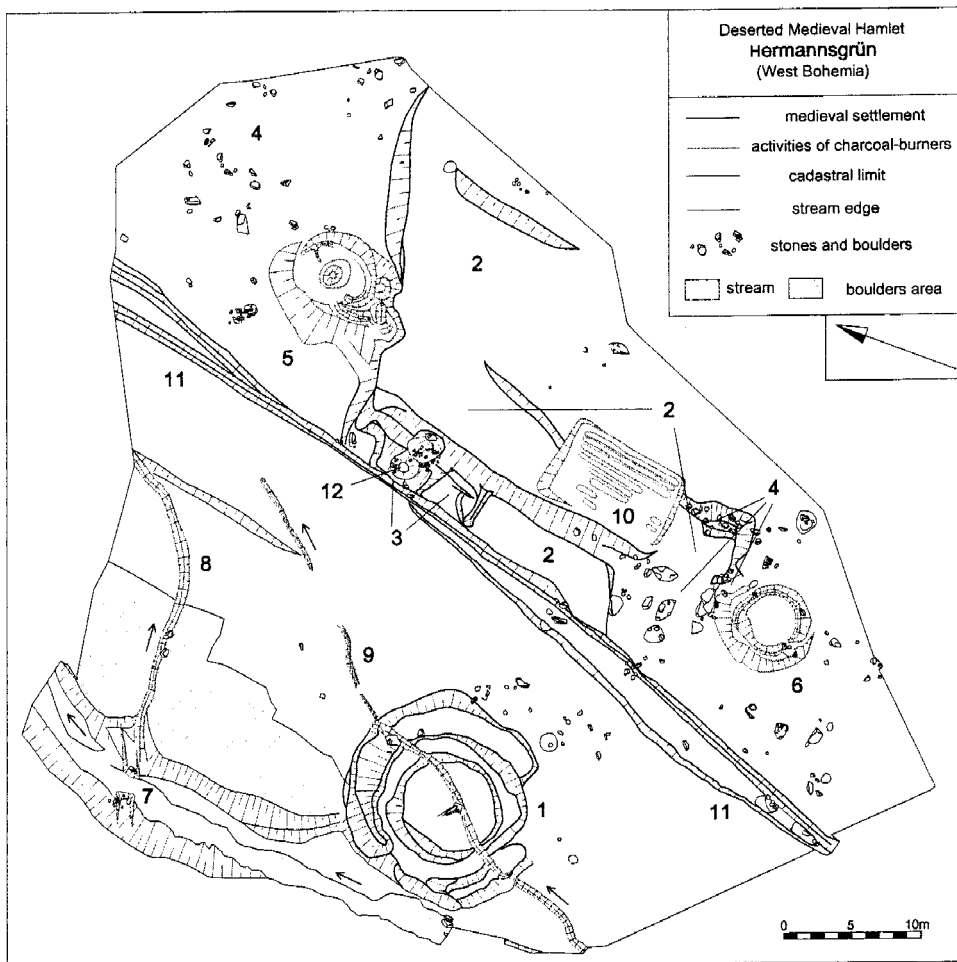 Deserted Medieval Hamlet
Hermannsgrün
(West Bohemia)
medieval settlement
activities of charcoal-burners
cadastral limit
stream edge
stones and boulders
stream
boulders area
4
2
5
11
2
12
10
4
3
2
8
9
6
7
1
11
0 5 10m